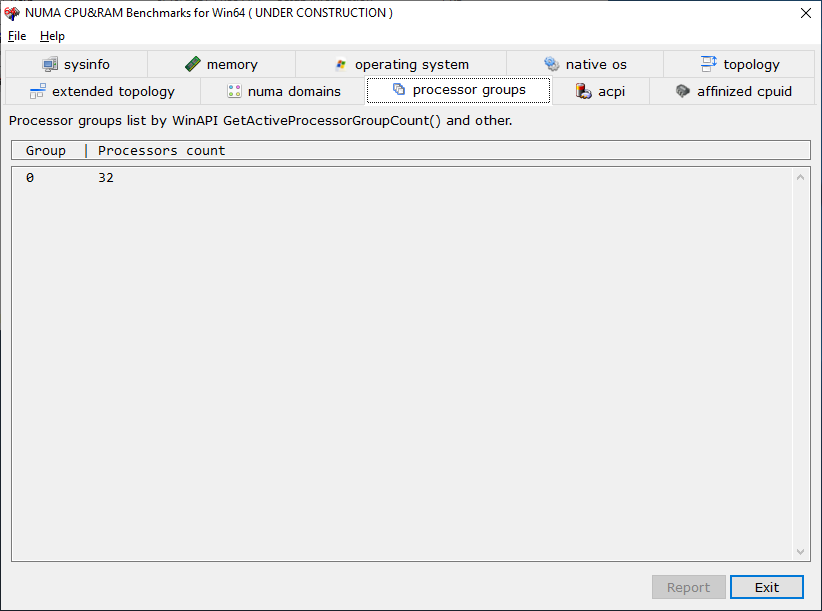 NUMA CPU&RAM Benchmarks for Win64 ( UNDER CONSTRUCTION )
File Help
sysinfo memory operating system native os topology
extended topology numa domains processor groups acpi affinized cpuid
Processor groups list by WinAPI GetActiveProcessorGroupCount() and other.
Group | Processors count
0 32
Report Exit